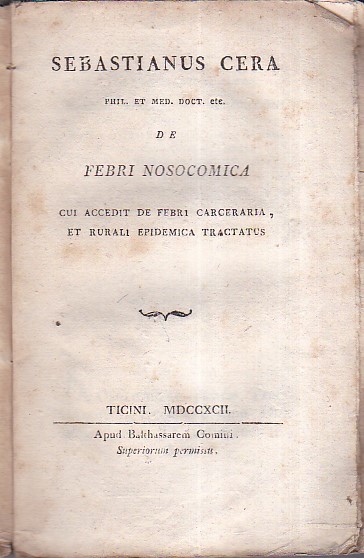 SEBASTIANUS CERA
PHIL. ET MED. DOCT. etc.
DE
FEBRI NOSOCOMICA
CUI ACCEDIT DE FEBRI CARCERARIA,
ET RURALI EPIDEMICA TRACTATUS
TICINI. MDCCXCII.
Apud Balthassarem Comini.
Superiorum permissu.